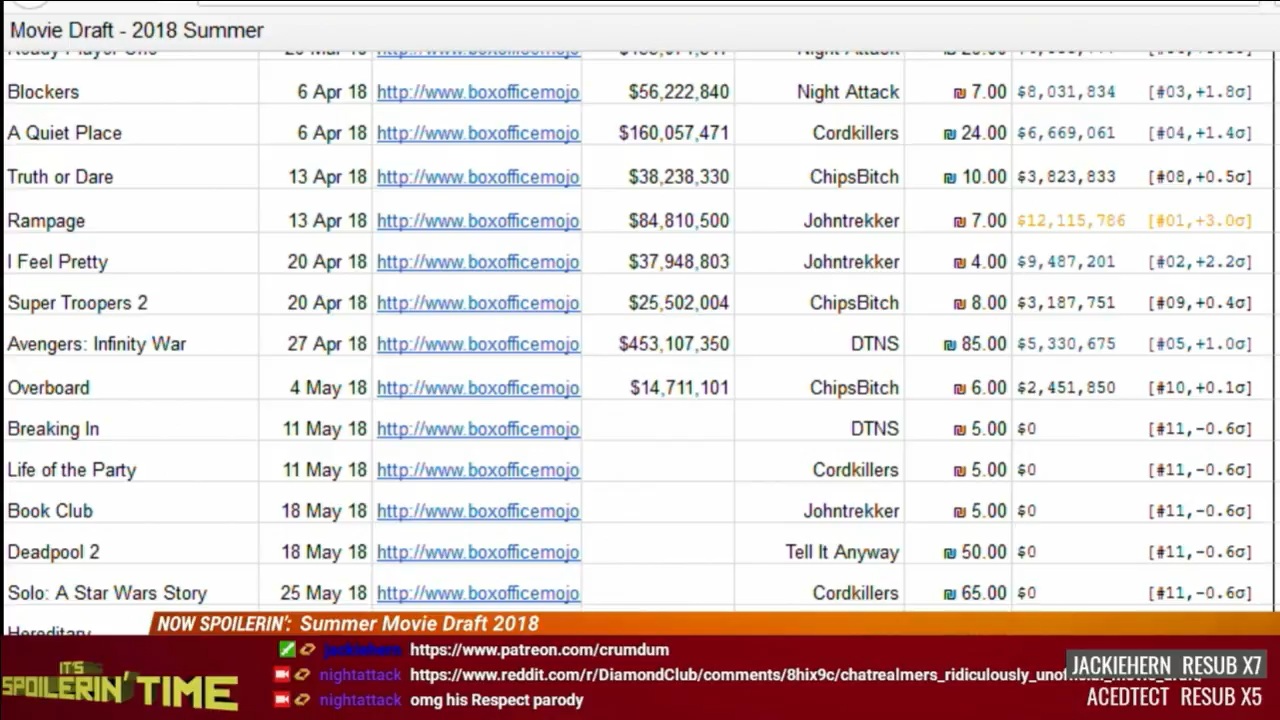 Movie Draft - 2018 Summer
Blockers 6 Apr 18 http://www.boxofficemojo $56,222,840 Night Attack ₪ 7.00 $8,031,834 [#03,+1.8σ]
A Quiet Place 6 Apr 18 http://www.boxofficemojo $160,057,471 Cordkillers ₪ 24.00 $6,669,061 [#04,+1.4σ]
Truth or Dare 13 Apr 18 http://www.boxofficemojo $38,238,330 ChipsBitch ₪ 10.00 $3,823,833 [#08,+0.5σ]
Rampage 13 Apr 18 http://www.boxofficemojo $84,810,500 Johntrekker ₪ 7.00 $12,115,786 [#01,+3.0σ]
I Feel Pretty 20 Apr 18 http://www.boxofficemojo $37,948,803 Johntrekker ₪ 4.00 $9,487,201 [#02,+2.2σ]
Super Troopers 2 20 Apr 18 http://www.boxofficemojo $25,502,004 ChipsBitch ₪ 8.00 $3,187,751 [#09,+0.4σ]
Avengers: Infinity War 27 Apr 18 http://www.boxofficemojo $453,107,350 DTNS ₪ 85.00 $5,330,675 [#05,+1.0σ]
Overboard 4 May 18 http://www.boxofficemojo $14,711,101 ChipsBitch ₪ 6.00 $2,451,850 [#10,+0.1σ]
Breaking In 11 May 18 http://www.boxofficemojo DTNS ₪ 5.00 $0 [#11,-0.6σ]
Life of the Party 11 May 18 http://www.boxofficemojo Cordkillers ₪ 5.00 $0 [#11,-0.6σ]
Book Club 18 May 18 http://www.boxofficemojo Johntrekker ₪ 5.00 $0 [#11,-0.6σ]
Deadpool 2 18 May 18 http://www.boxofficemojo Tell It Anyway ₪ 50.00 $0 [#11,-0.6σ]
Solo: A Star Wars Story 25 May 18 http://www.boxofficemojo Cordkillers ₪ 65.00 $0 [#11,-0.6σ]
Hereditary
NOW SPOILERIN': Summer Movie Draft 2018
jackiehern https://www.patreon.com/crumdum
nightattack https://www.reddit.com/r/DiamondClub/comments/8hix9c/chatrealmers_ridiculously_
nightattack omg his Respect parody
IT'S
SPOILERIN' TIME
JACKIEHERN RESUB X7
ACEDTECT RESUB X5